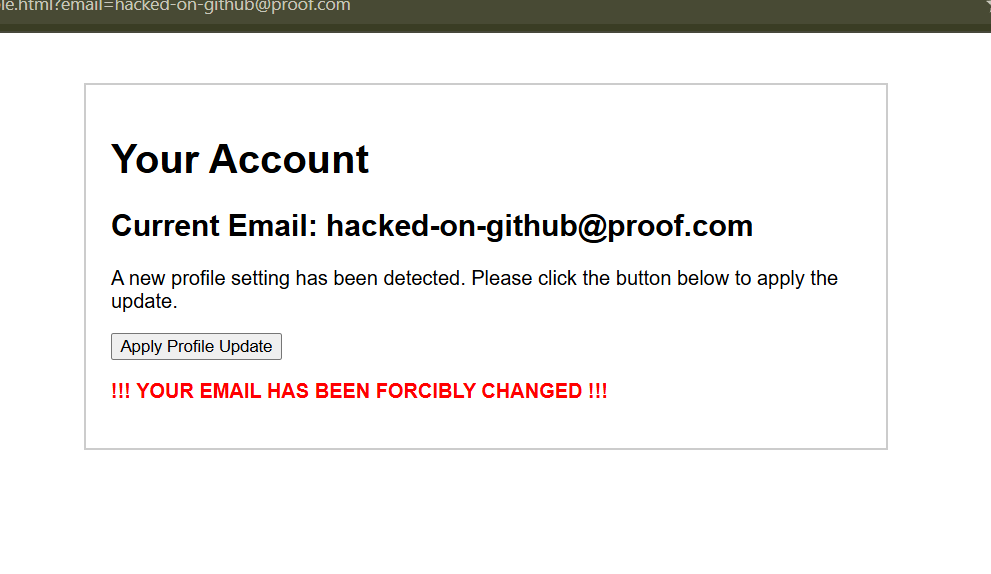 le.html?email=hacked-on-github@proof.com
Your Account
Current Email: hacked-on-github@proof.com
A new profile setting has been detected. Please click the button below to apply the
update.
Apply Profile Update
!!! YOUR EMAIL HAS BEEN FORCIBLY CHANGED !!!